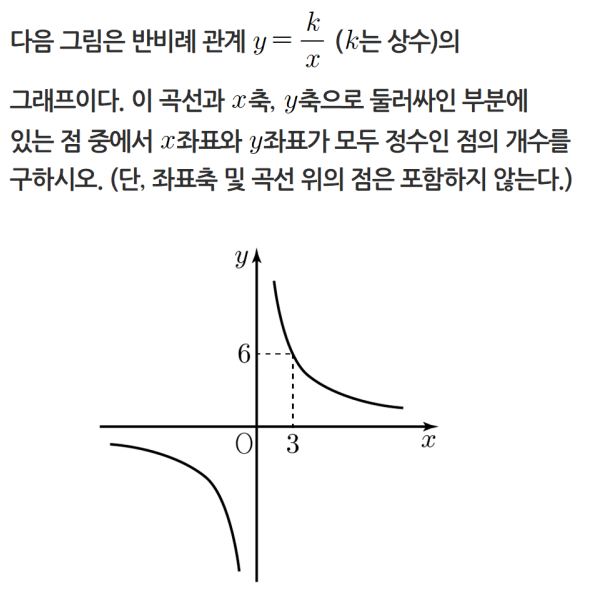 다음 그림은 반비례 관계 y = k/x (k는 상수)의
그래프이다. 이 곡선과 x축, y축으로 둘러싸인 부분에
있는 점 중에서 x좌표와 y좌표가 모두 정수인 점의 개수를
구하시오. (단, 좌표축 및 곡선 위의 점은 포함하지 않는다.)
y
6
O 3 x